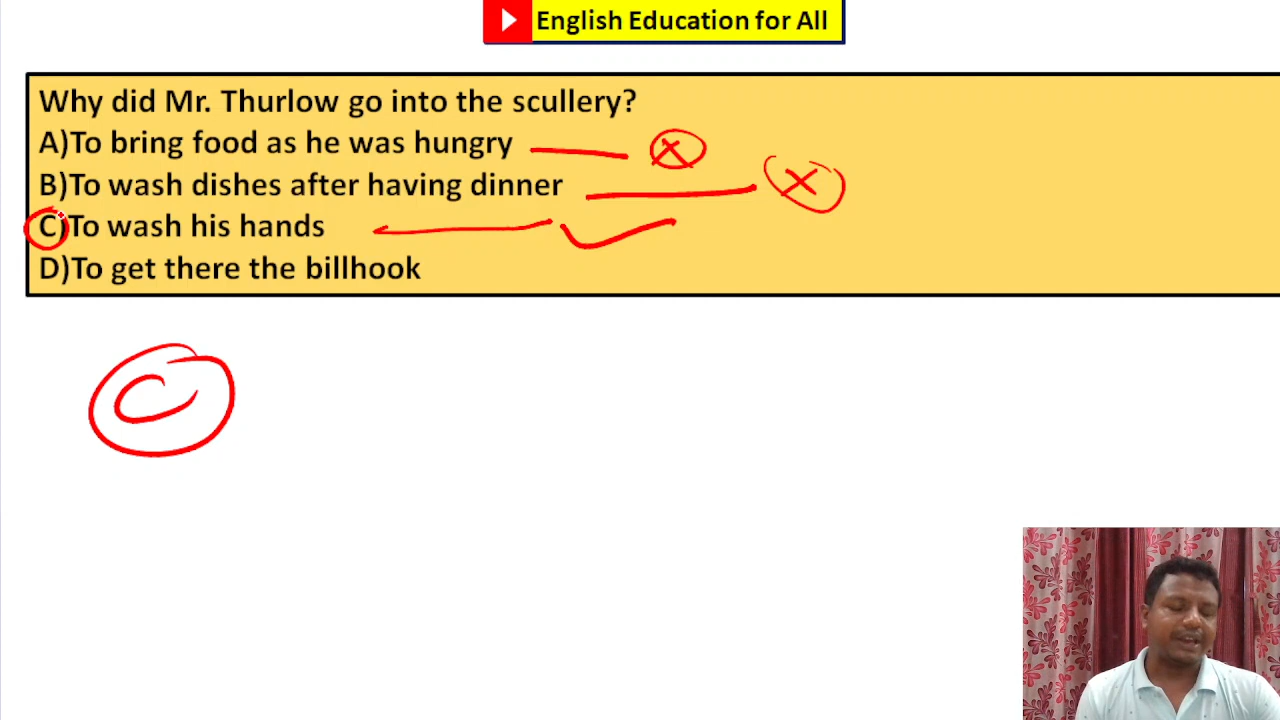 English Education for All
Why did Mr. Thurlow go into the scullery?
A)To bring food as he was hungry
B)To wash dishes after having dinner
C)To wash his hands
D)To get there the billhook
C